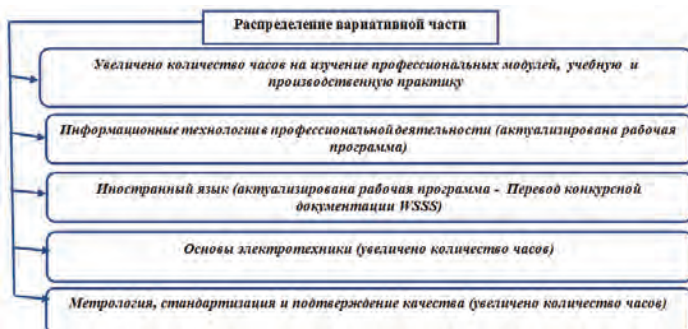 Распределение вариативной части
Увеличено количество часов на изучение профессиональных модулей, учебную и
производственную практику
Информационные технологии в профессиональной деятельности (актуализирована рабочая
программа)
Иностранный язык (актуализирована рабочая программа - Перевод конкурсной
документации WSSS)
Основы электротехники (увеличено количество часов)
Метрология, стандартизация и подтверждение качества (увеличено количество часов)